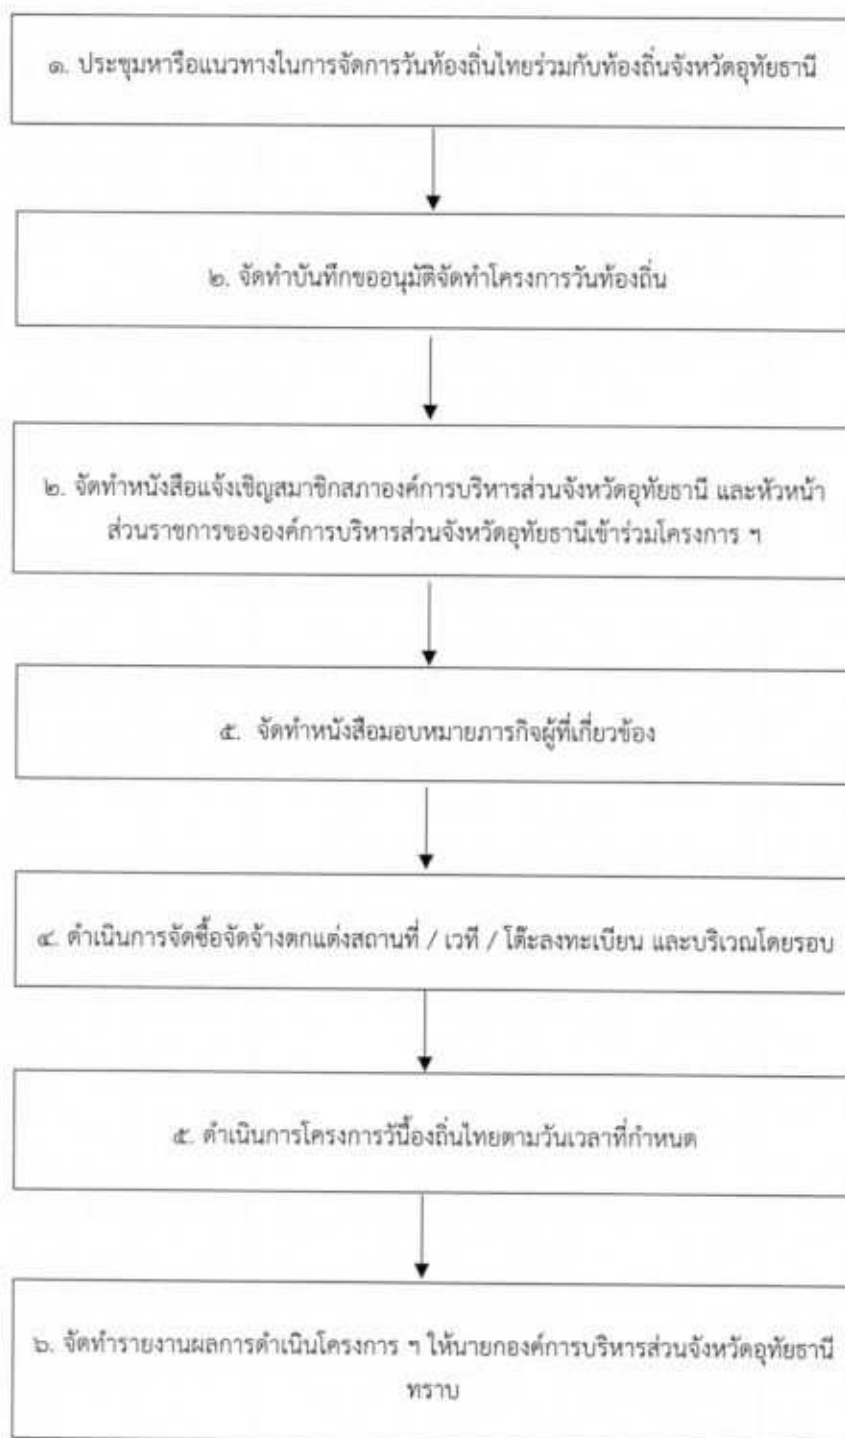 ๑. ประชุมหารือแนวทางในการจัดการวันท้องถิ่นไทยร่วมกับท้องถิ่นจังหวัดอุทัยธานี
๒. จัดทำบันทึกขออนุมัติจัดทำโครงการวันท้องถิ่น
๒. จัดทำหนังสือแจ้งเชิญสมาชิกสภาองค์การบริหารส่วนจังหวัดอุทัยธานี และหัวหน้า
ส่วนราชการขององค์การบริหารส่วนจังหวัดอุทัยธานีเข้าร่วมโครงการ ฯ
๕. จัดทำหนังสือมอบหมายภารกิจผู้ที่เกี่ยวข้อง
๔. ดำเนินการจัดซื้อจัดจ้างตกแต่งสถานที่ / เวที / โต๊ะลงทะเบียน และบริเวณโดยรอบ
๕. ดำเนินการโครงการวันื้องถิ่นไทยตามวันเวลาที่กำหนด
๖. จัดทำรายงานผลการดำเนินโครงการ ฯ ให้นายกองค์การบริหารส่วนจังหวัดอุทัยธานี
ทราบ